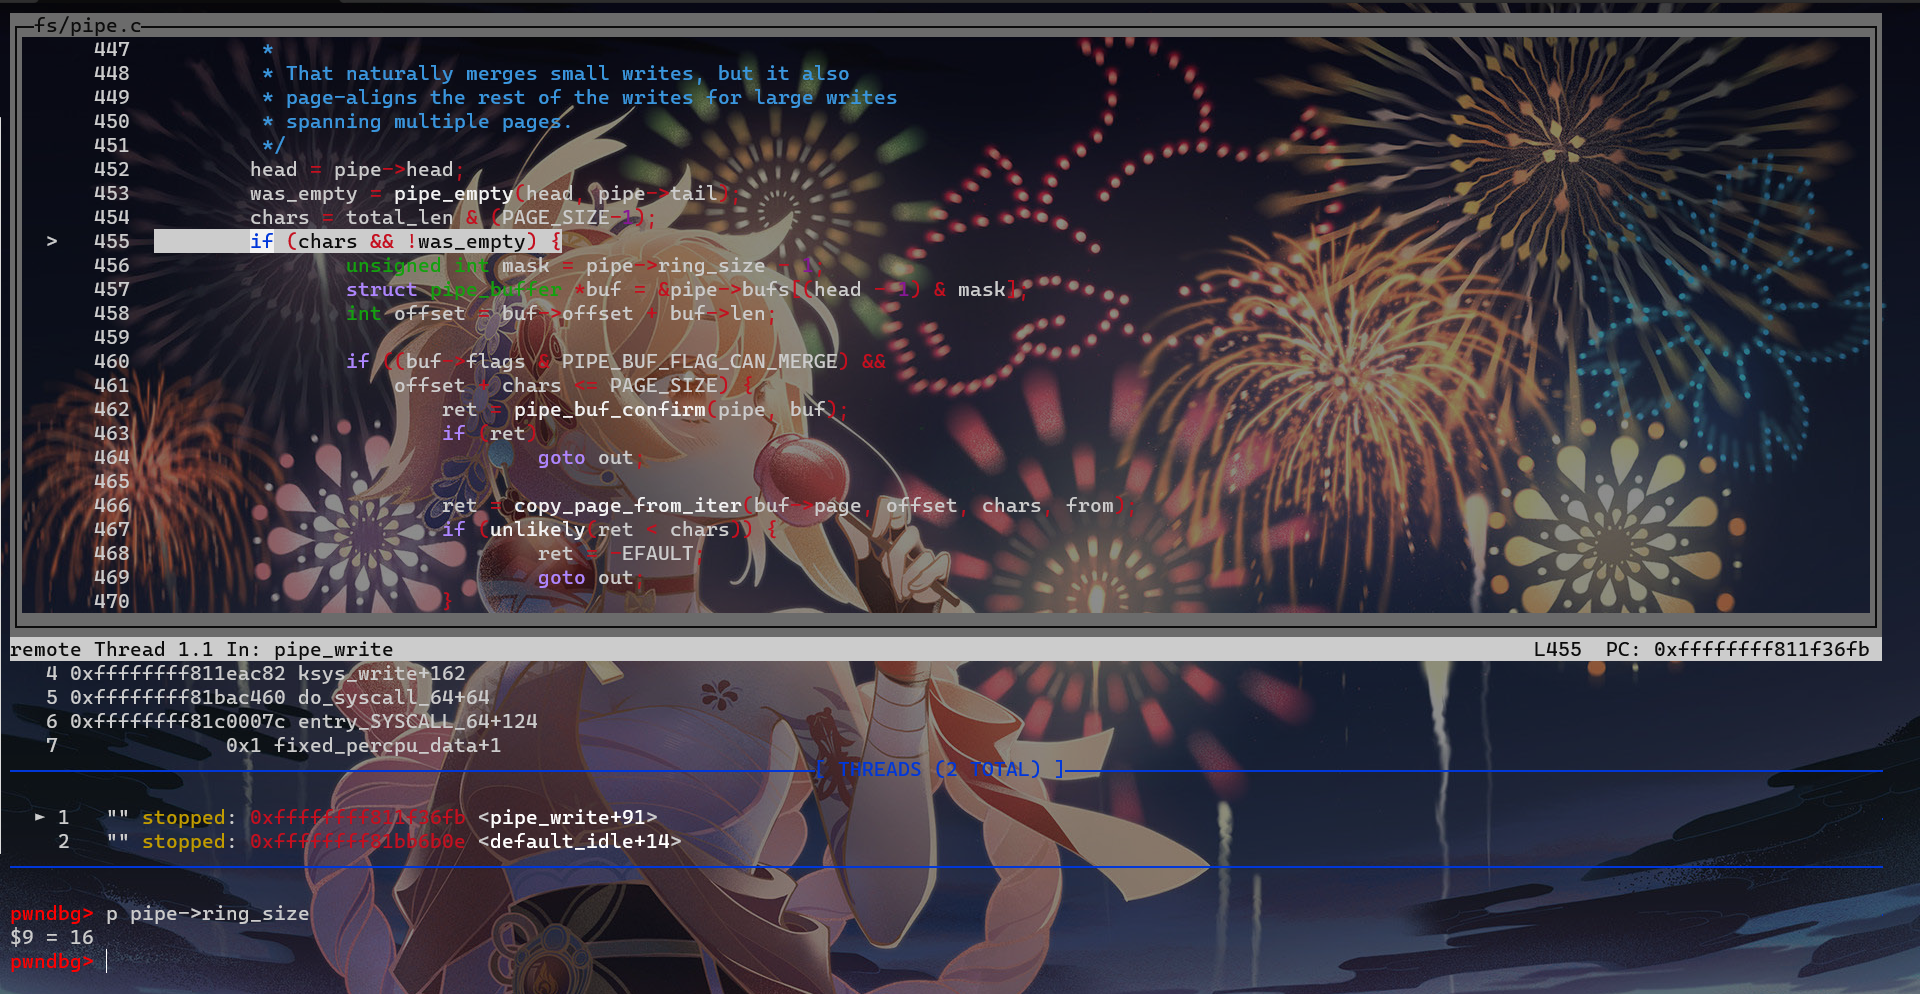 fs/pipe.c
447 *
448 * That naturally merges small writes, but it also
449 * page-aligns the rest of the writes for large writes
450 * spanning multiple pages.
451 */
452 head = pipe->head;
453 was_empty = pipe_empty(head, pipe->tail);
454 chars = total_len & (PAGE_SIZE-1);
> 455 if (chars && !was_empty) {
456 unsigned int mask = pipe->ring_size - 1;
457 struct pipe_buffer *buf = &pipe->bufs[(head - 1) & mask];
458 int offset = buf->offset + buf->len;
459
460 if ((buf->flags & PIPE_BUF_FLAG_CAN_MERGE) &&
461 offset + chars <= PAGE_SIZE) {
462 ret = pipe_buf_confirm(pipe, buf);
463 if (ret)
464 goto out;
465
466 ret = copy_page_from_iter(buf->page, offset, chars, from);
467 if (unlikely(ret < chars)) {
468 ret = -EFAULT;
469 goto out;
470 }
remote Thread 1.1 In: pipe_write L455 PC: 0xffffffff811f36fb
4 0xffffffff811eac82 ksys_write+162
5 0xffffffff81bac460 do_syscall_64+64
6 0xffffffff81c0007c entry_SYSCALL_64+124
7 0x1 fixed_percpu_data+1
[ THREADS (2 TOTAL) ]
► 1 "" stopped: 0xffffffff811f36fb <pipe_write+91>
2 "" stopped: 0xffffffff81bb6b0e <default_idle+14>
pwndbg> p pipe->ring_size
$9 = 16
pwndbg>